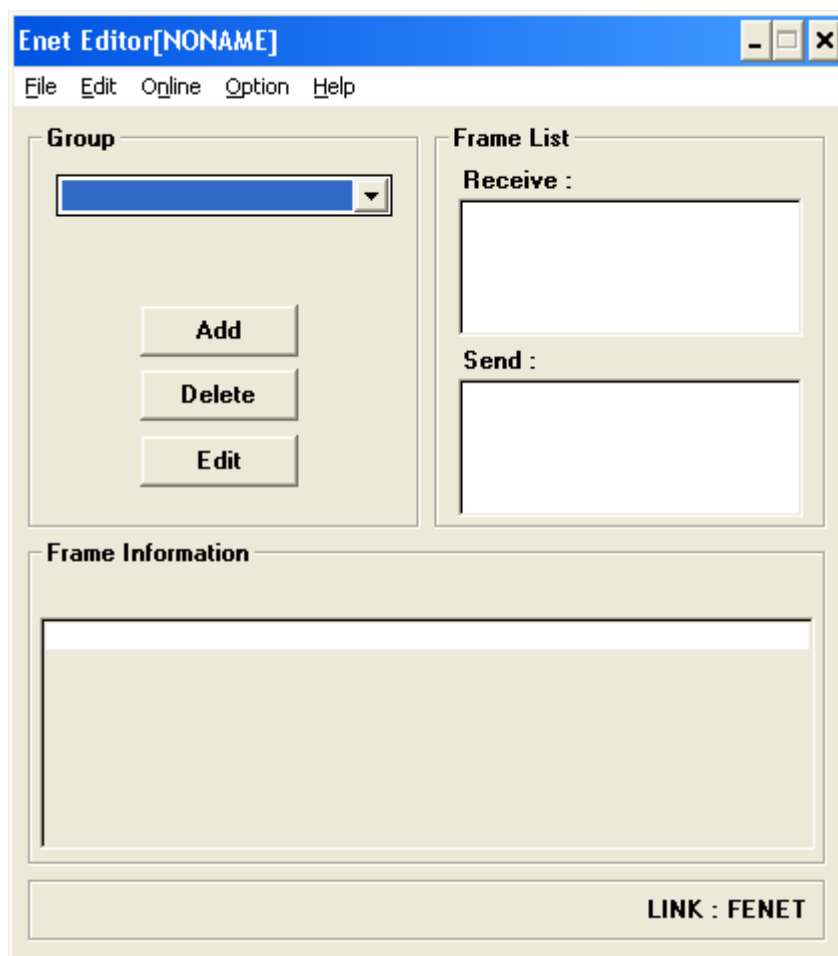 Enet Editor[NONAME]
File Edit Online Option Help
Group
Add
Delete
Edit
Frame List
Receive :
Send :
Frame Information
LINK : FENET